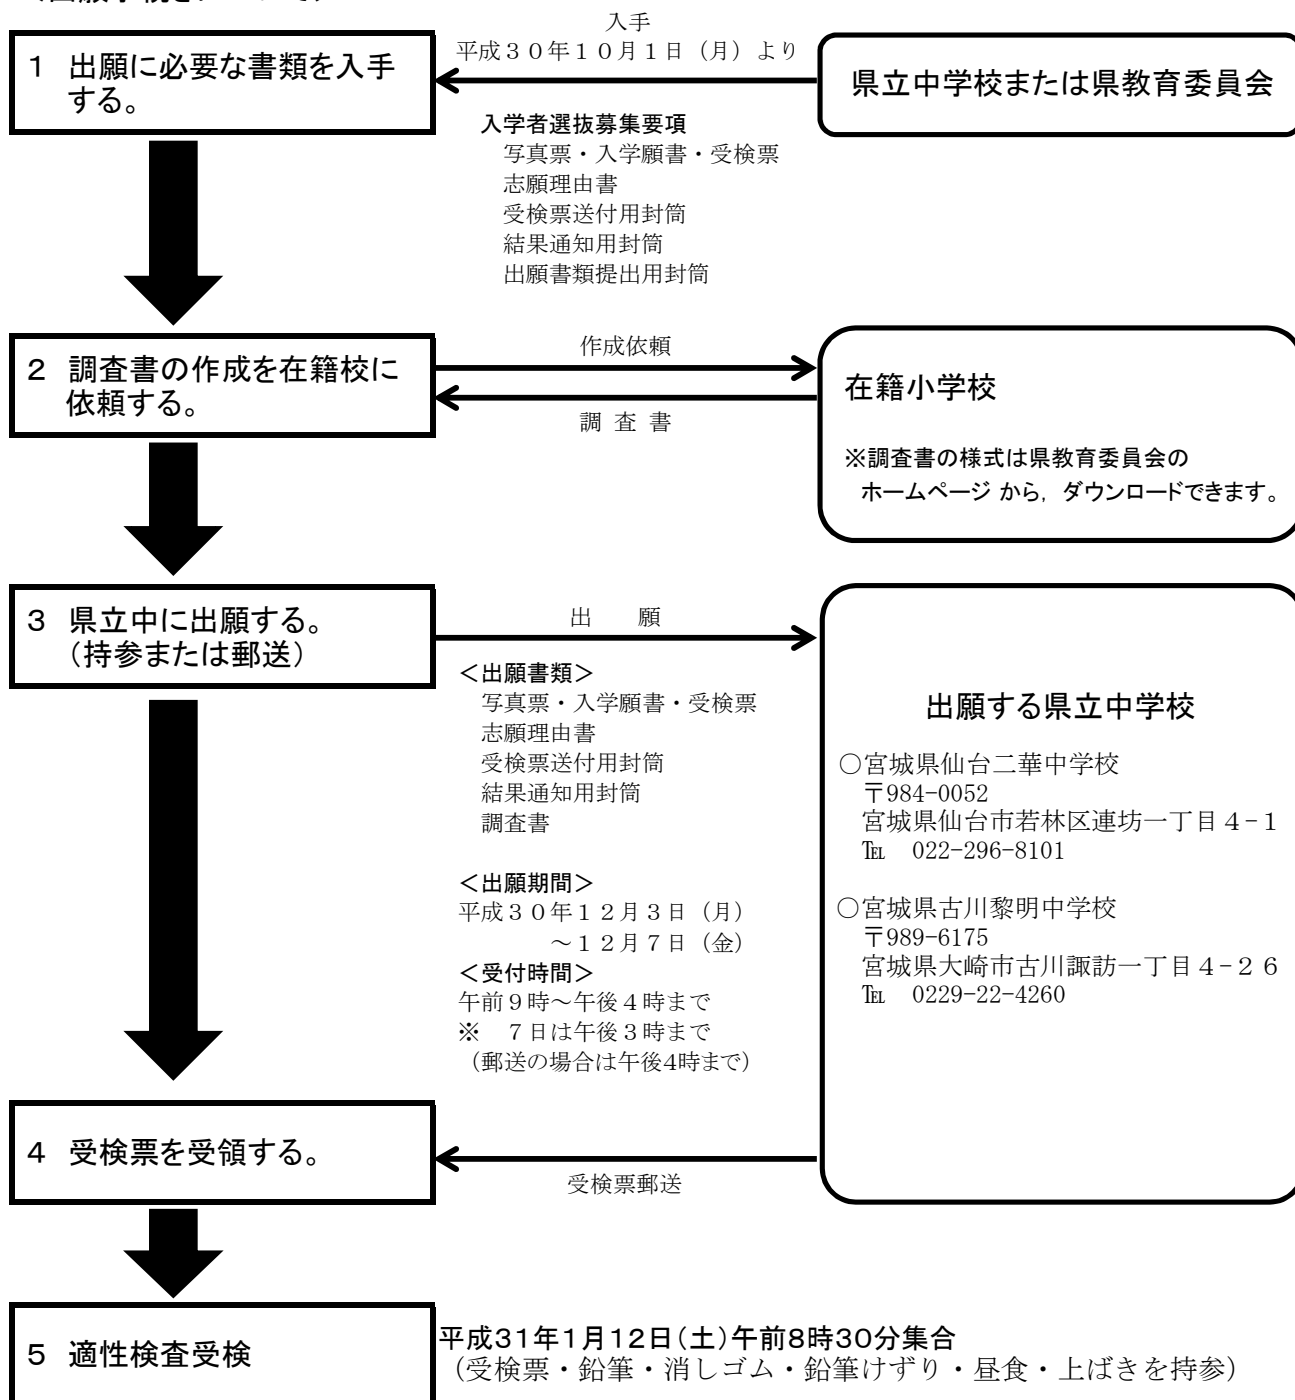 入手
平成３０年１０月１日（月）より
１ 出願に必要な書類を入手
する。
県立中学校または県教育委員会
入学者選抜募集要項
写真票・入学願書・受検票
志願理由書
受検票送付用封筒
結果通知用封筒
出願書類提出用封筒
２ 調査書の作成を在籍校に
依頼する。
作成依頼
調 査 書
在籍小学校
※調査書の様式は県教育委員会の
ホームページ から，ダウンロードできます。
３ 県立中に出願する。
（持参または郵送）
出　願
＜出願書類＞
写真票・入学願書・受検票
志願理由書
受検票送付用封筒
結果通知用封筒
調査書
＜出願期間＞
平成３０年１２月３日（月）
～１２月７日（金）
＜受付時間＞
午前９時～午後４時まで
※　７日は午後３時まで
（郵送の場合は午後4時まで）
出願する県立中学校
○宮城県仙台二華中学校
〒984-0052
宮城県仙台市若林区連坊一丁目４-１
℡　022-296-8101
○宮城県古川黎明中学校
〒989-6175
宮城県大崎市古川諏訪一丁目４-２６
℡　0229-22-4260
４ 受検票を受領する。
受検票郵送
５ 適性検査受検
平成31年1月12日（土）午前8時30分集合
（受検票・鉛筆・消しゴム・鉛筆けずり・昼食・上ばきを持参）